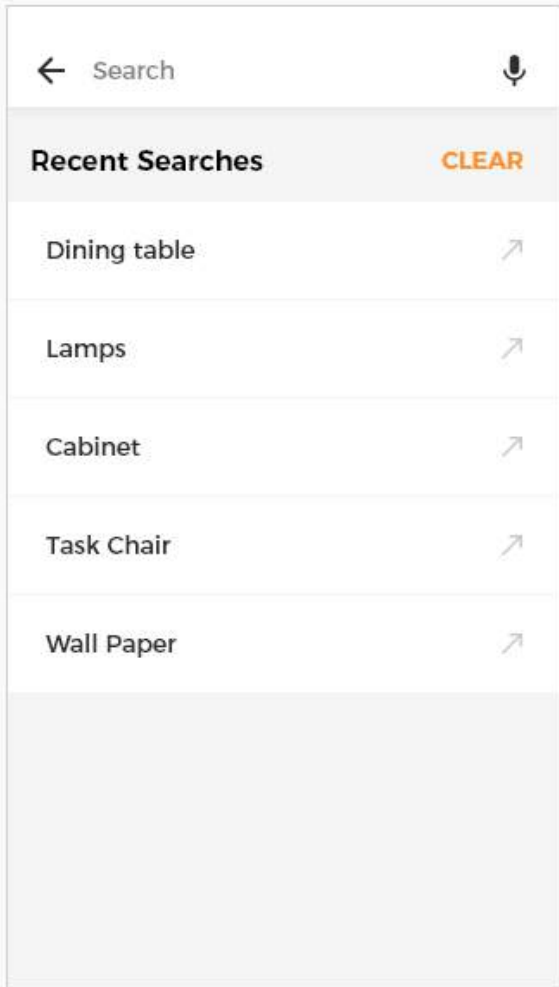 Search
Recent Searches CLEAR
Dining table
Lamps
Cabinet
Task Chair
Wall Paper